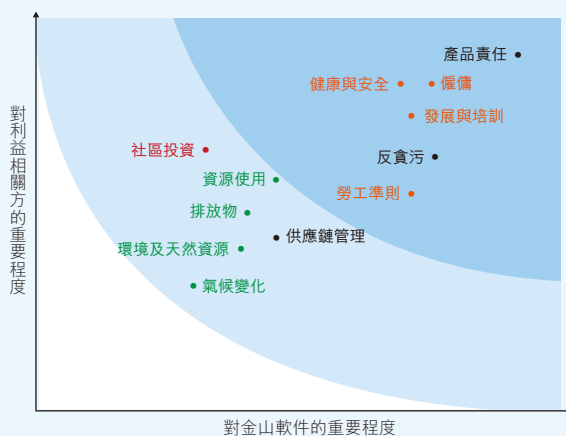 對利益相關方的重要程度
產品責任
健康與安全
僱傭
發展與培訓
社區投資
反貪污
資源使用
勞工準則
排放物
供應鏈管理
環境及天然資源
氣候變化
對金山軟件的重要程度